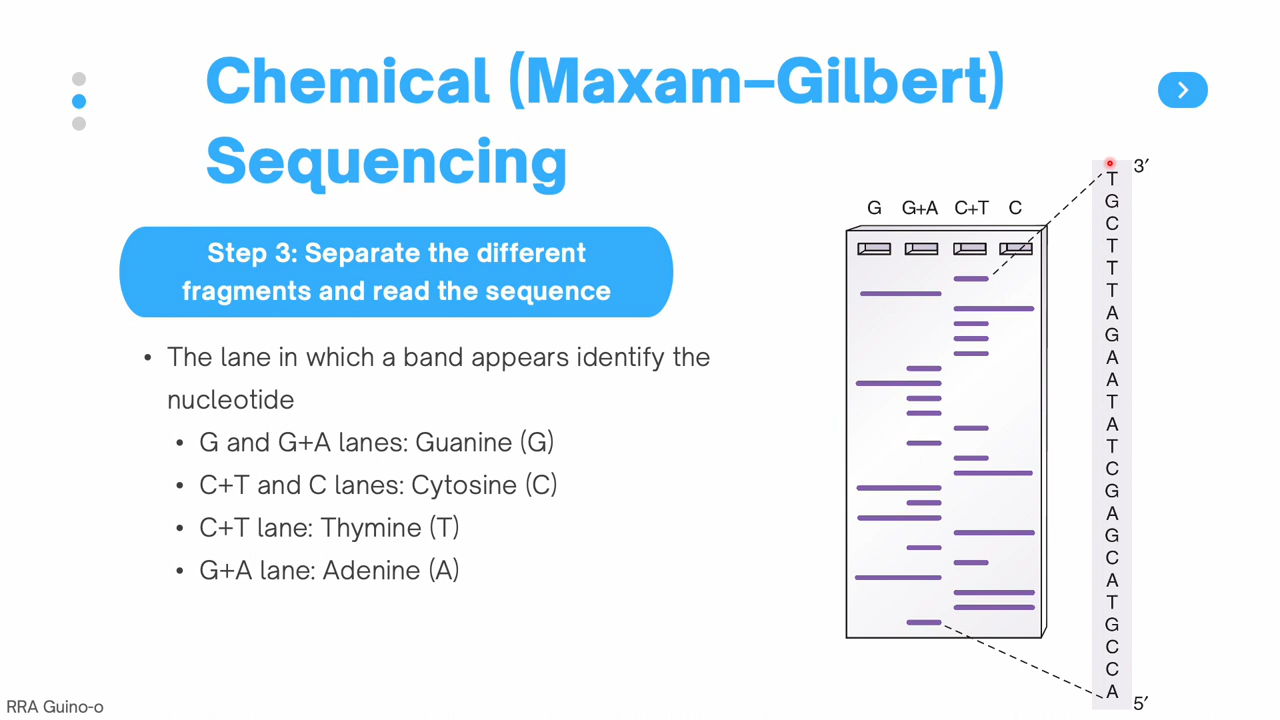 Chemical (Maxam–Gilbert)
Sequencing
Step 3: Separate the different
fragments and read the sequence
• The lane in which a band appears identify the
nucleotide
• G and G+A lanes: Guanine (G)
• C+T and C lanes: Cytosine (C)
• C+T lane: Thymine (T)
• G+A lane: Adenine (A)
G G+A C+T C
3′
T
G
C
T
T
T
A
G
A
A
T
A
T
C
G
A
G
C
A
T
G
C
C
A
5′
RRA Guino-o